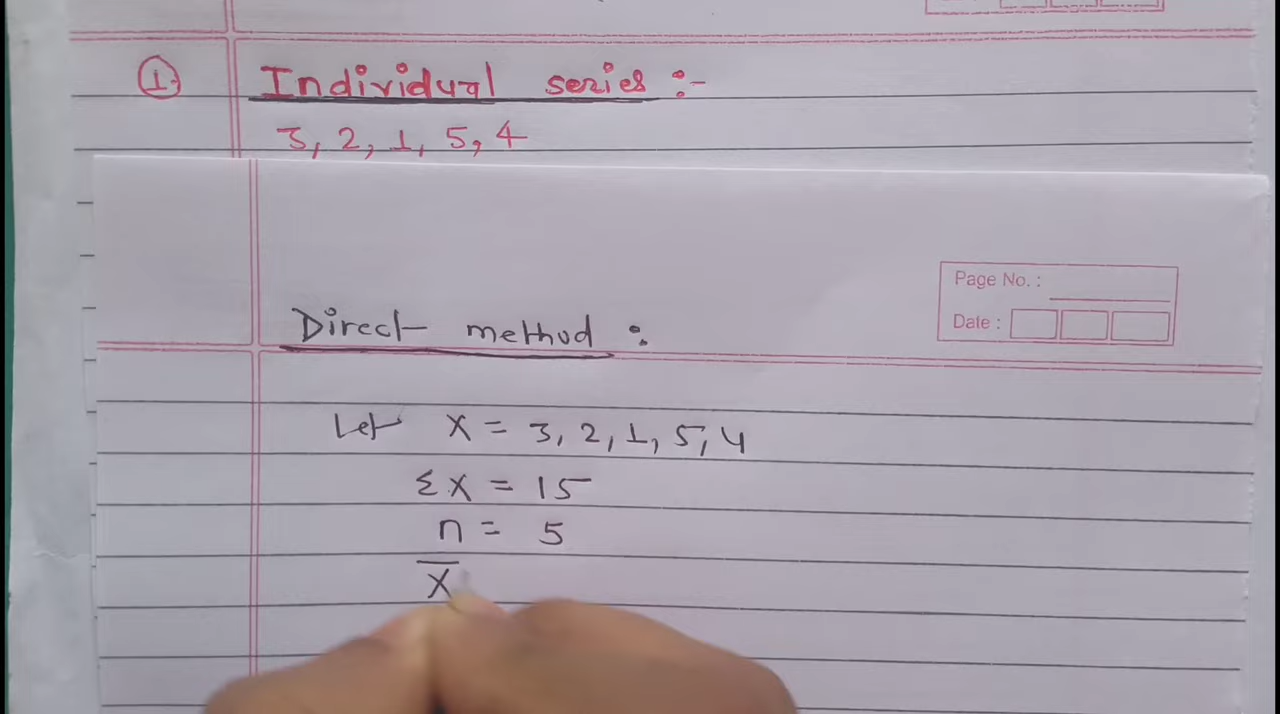 ① Individual series :-
3, 2, 1, 5, 4
Page No. :
Date :
Direct method :
Let X = 3, 2, 1, 5, 4
Σx = 15
n = 5
X̅